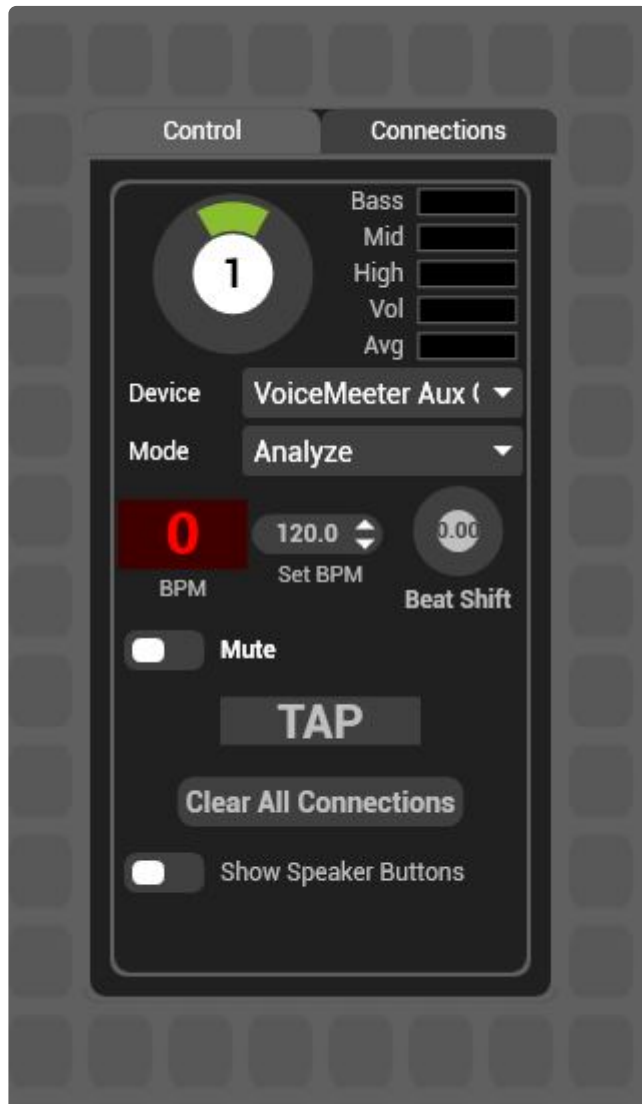 Control Connections
1
Bass
Mid
High
Vol
Avg
Device VoiceMeeter Aux (
Mode Analyze
0 120.0 0.00
BPM Set BPM Beat Shift
Mute
TAP
Clear All Connections
Show Speaker Buttons